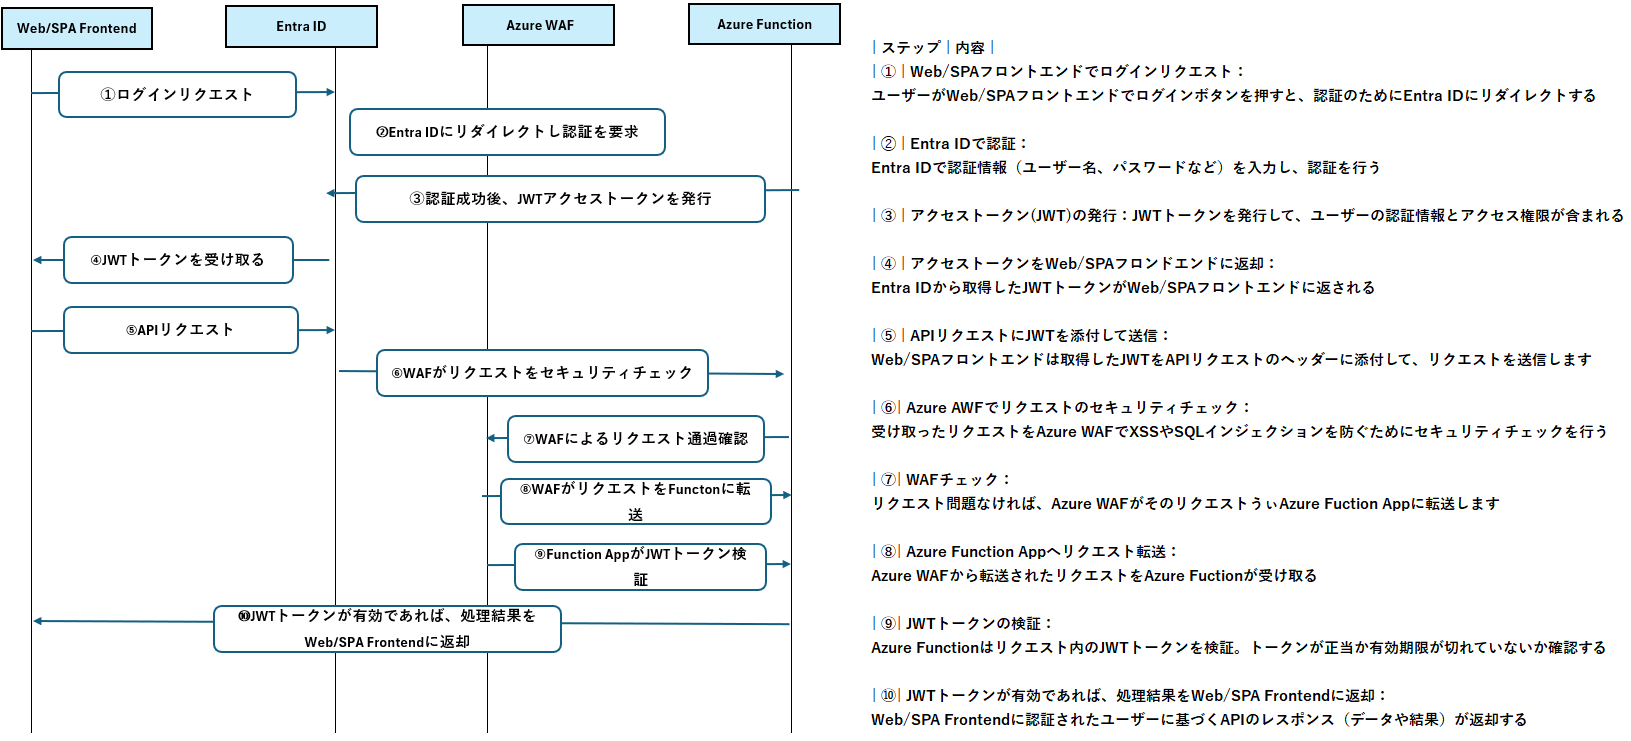 Web/SPA Frontend
Entra ID
Azure WAF
Azure Function
①ログインリクエスト
②Entra IDにリダイレクトし認証を要求
③認証成功後、JWTアクセストークンを発行
④JWTトークンを受け取る
⑤APIリクエスト
⑥WAFがリクエストをセキュリティチェック
⑦WAFによるリクエスト通過確認
⑧WAFがリクエストをFunctonに転
送
⑨Function AppがJWTトークン検
証
⑩JWTトークンが有効であれば、処理結果を
Web/SPA Frontendに返却
| ステップ | 内容 |
| ① | Web/SPAフロントエンドでログインリクエスト：
ユーザーがWeb/SPAフロントエンドでログインボタンを押すと、認証のためにEntra IDにリダイレクトする
| ② | Entra IDで認証：
Entra IDで認証情報（ユーザー名、パスワードなど）を入力し、認証を行う
| ③ | アクセストークン(JWT)の発行：JWTトークンを発行して、ユーザーの認証情報とアクセス権限が含まれる
| ④ | アクセストークンをWeb/SPAフロンドエンドに返却：
Entra IDから取得したJWTトークンがWeb/SPAフロントエンドに返される
| ⑤ | APIリクエストにJWTを添付して送信：
Web/SPAフロントエンドは取得したJWTをAPIリクエストのヘッダーに添付して、リクエストを送信します
| ⑥| Azure AWFでリクエストのセキュリティチェック：
受け取ったリクエストをAzure WAFでXSSやSQLインジェクションを防ぐためにセキュリティチェックを行う
| ⑦| WAFチェック：
リクエスト問題なければ、Azure WAFがそのリクエストうぃAzure Fuction Appに転送します
| ⑧| Azure Function Appへリクエスト転送：
Azure WAFから転送されたリクエストをAzure Fuctionが受け取る
| ⑨| JWTトークンの検証：
Azure Functionはリクエスト内のJWTトークンを検証。トークンが正当か有効期限が切れていないか確認する
| ⑩| JWTトークンが有効であれば、処理結果をWeb/SPA Frontendに返却：
Web/SPA Frontendに認証されたユーザーに基づくAPIのレスポンス（データや結果）が返却する